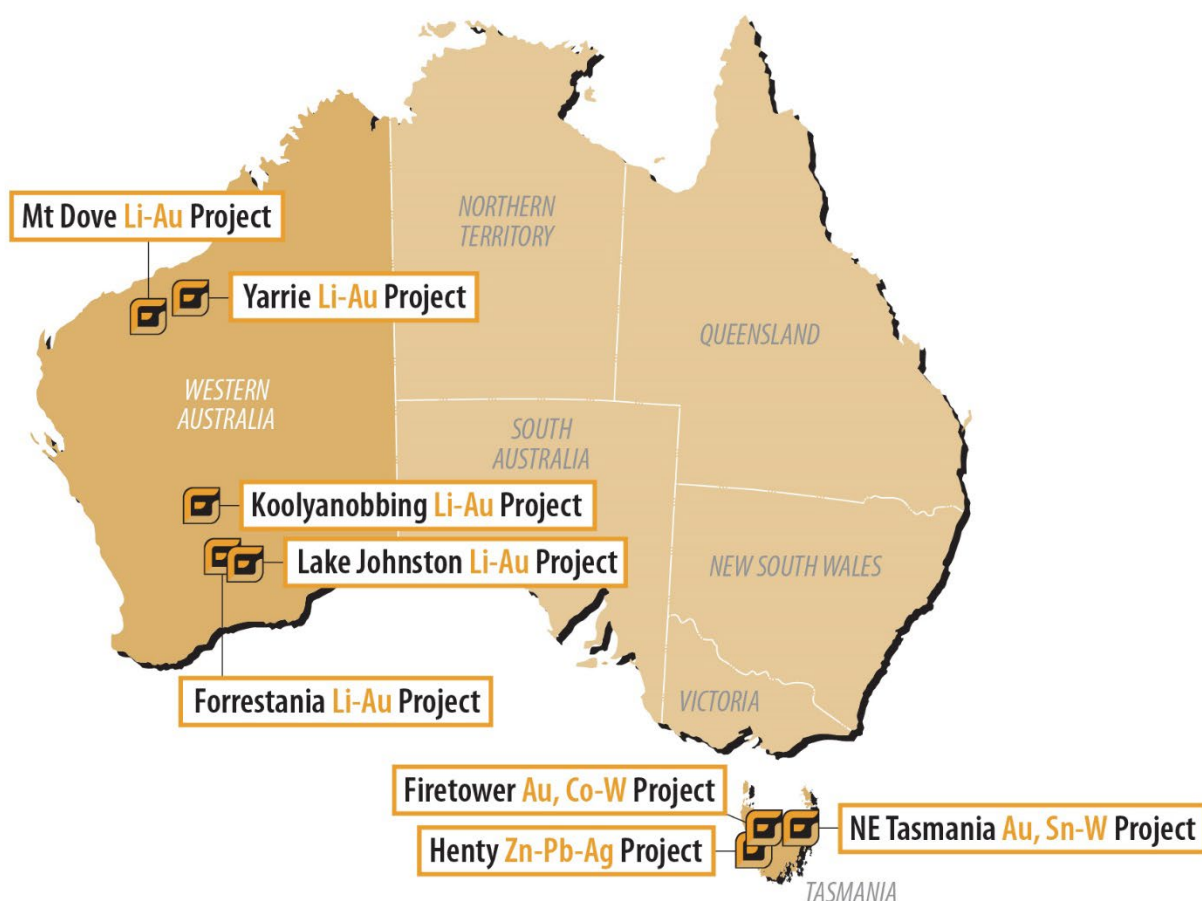 Mt Dove Li-Au Project
Yarrie Li-Au Project
NORTHERN
TERRITORY
QUEENSLAND
WESTERN
AUSTRALIA
SOUTH
AUSTRALIA
Koolyanobbing Li-Au Project
Lake Johnston Li-Au Project
NEW SOUTH WALES
Forrestania Li-Au Project
VICTORIA
Firetower Au, Co-W Project
NE Tasmania Au, Sn-W Project
Henty Zn-Pb-Ag Project
TASMANIA